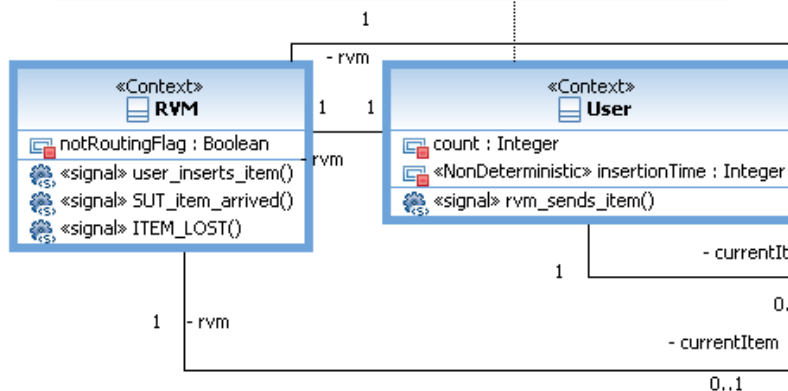 1
- rvm
«Context»
RVM
notRoutingFlag : Boolean
«signal» user_inserts_item()
«signal» SUT_item_arrived()
«signal» ITEM_LOST()
1 1
- rvm
«Context»
User
count : Integer
«NonDeterministic» insertionTime : Integer
«signal» rvm_sends_item()
- currentIt
1
0.
1 - rvm
- currentItem
0..1